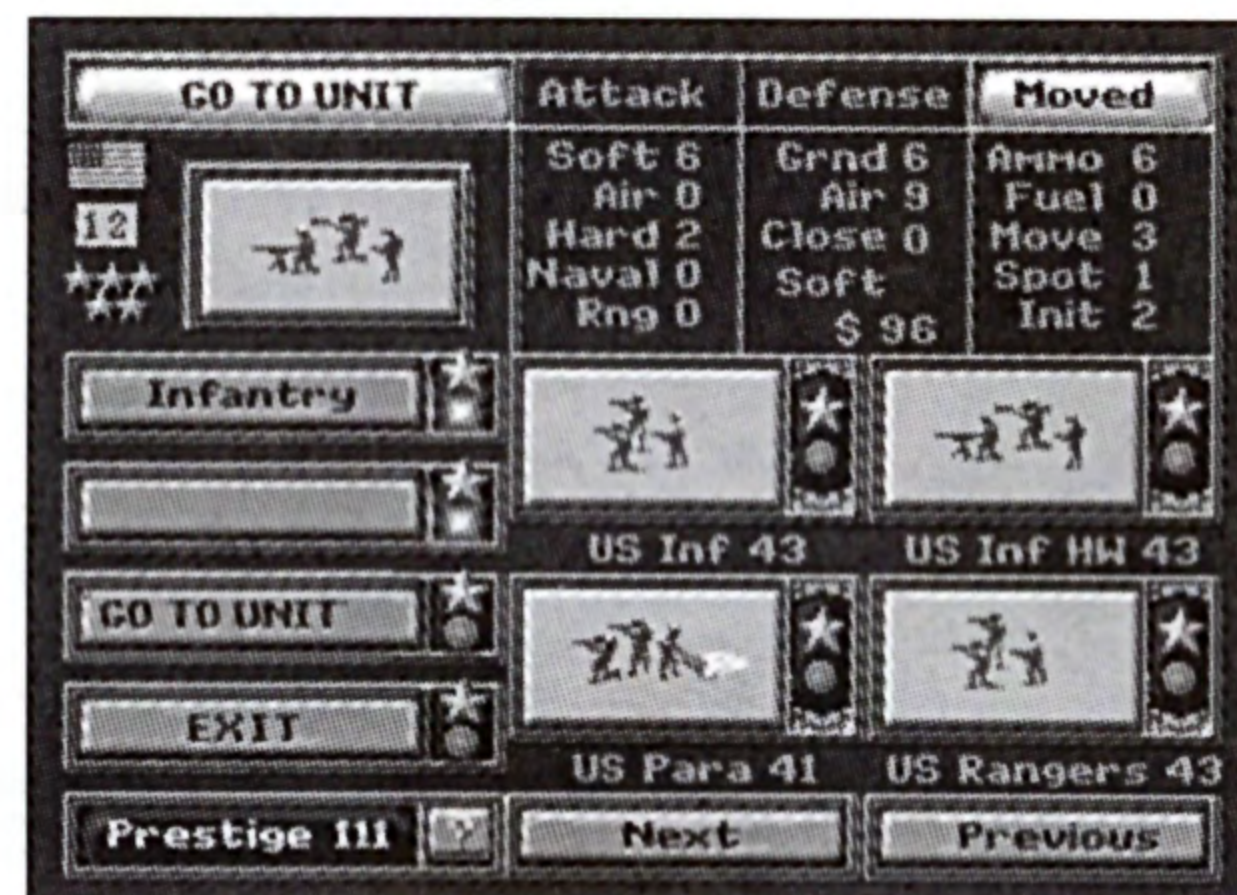 GO TO UNIT
Attack
Defense
Moved
12
Soft 6
Air 0
Hard 2
Naval 0
Rng 0
Grnd 6
Air 9
Close 0
Soft
$ 96
Ammo 6
Fuel 0
Move 3
Spot 1
Init 2
Infantry
GO TO UNIT
EXIT
US Inf 43
US Inf HW 43
US Para 41
US Rangers 43
Prestige 111
?
Next
Previous